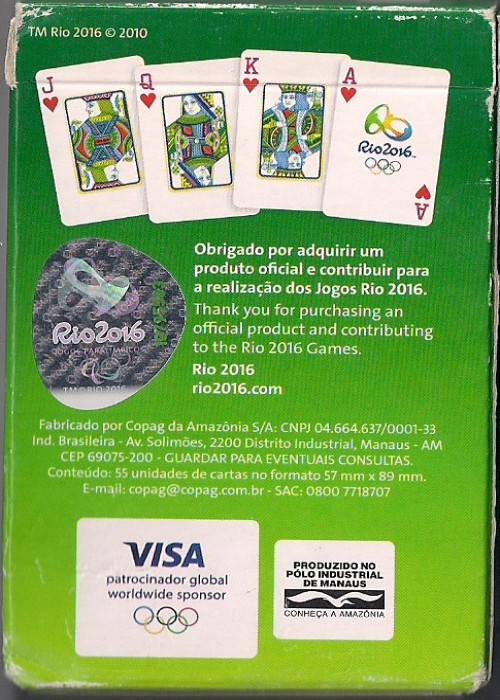 TM Rio 2016 © 2010
J
Q
K
A
Rio2016
A
Obrigado por adquirir um
produto oficial e contribuir para
a realização dos Jogos Rio 2016.
Thank you for purchasing an
official product and contributing
to the Rio 2016 Games.
Rio 2016
rio2016.com
Rio2016
JOGOS PARALÍMPICOS
TM © RIO 2016
Fabricado por Copag da Amazônia S/A: CNPJ 04.664.637/0001-33
Ind. Brasileira - Av. Solimões, 2200 Distrito Industrial, Manaus - AM
CEP 69075-200 - GUARDAR PARA EVENTUAIS CONSULTAS.
Conteúdo: 55 unidades de cartas no formato 57 mm x 89 mm.
E-mail: copag@copag.com.br - SAC: 0800 7718707
VISA
patrocinador global
worldwide sponsor
PRODUZIDO NO
PÓLO INDUSTRIAL
DE MANAUS
CONHEÇA A AMAZÔNIA